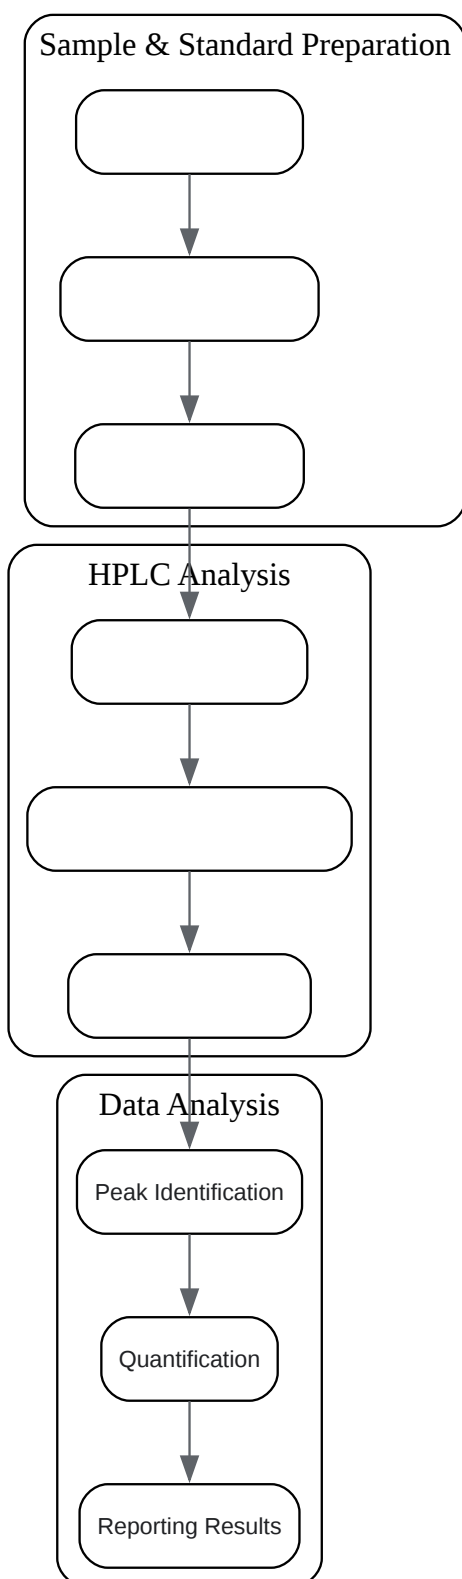 Sample & Standard Preparation
HPLC Analysis
Data Analysis
Peak Identification
Quantification
Reporting Results